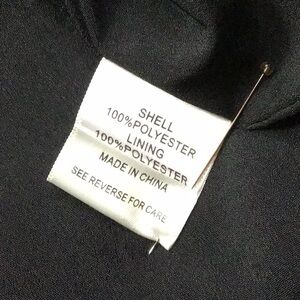 SHELL
100%POLYESTER
LINING
100%POLYESTER
MADE IN CHINA
SEE REVERSE FOR CARE